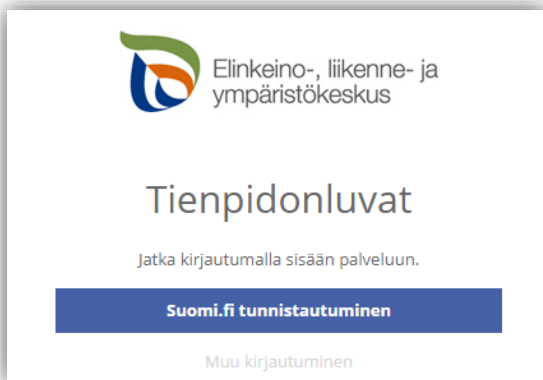 Elinkeino-, liikenne- ja
ympäristökeskus
Tienpidonluvat
Jatka kirjautumalla sisään palveluun.
Suomi.fi tunnistautuminen
Muu kirjautuminen